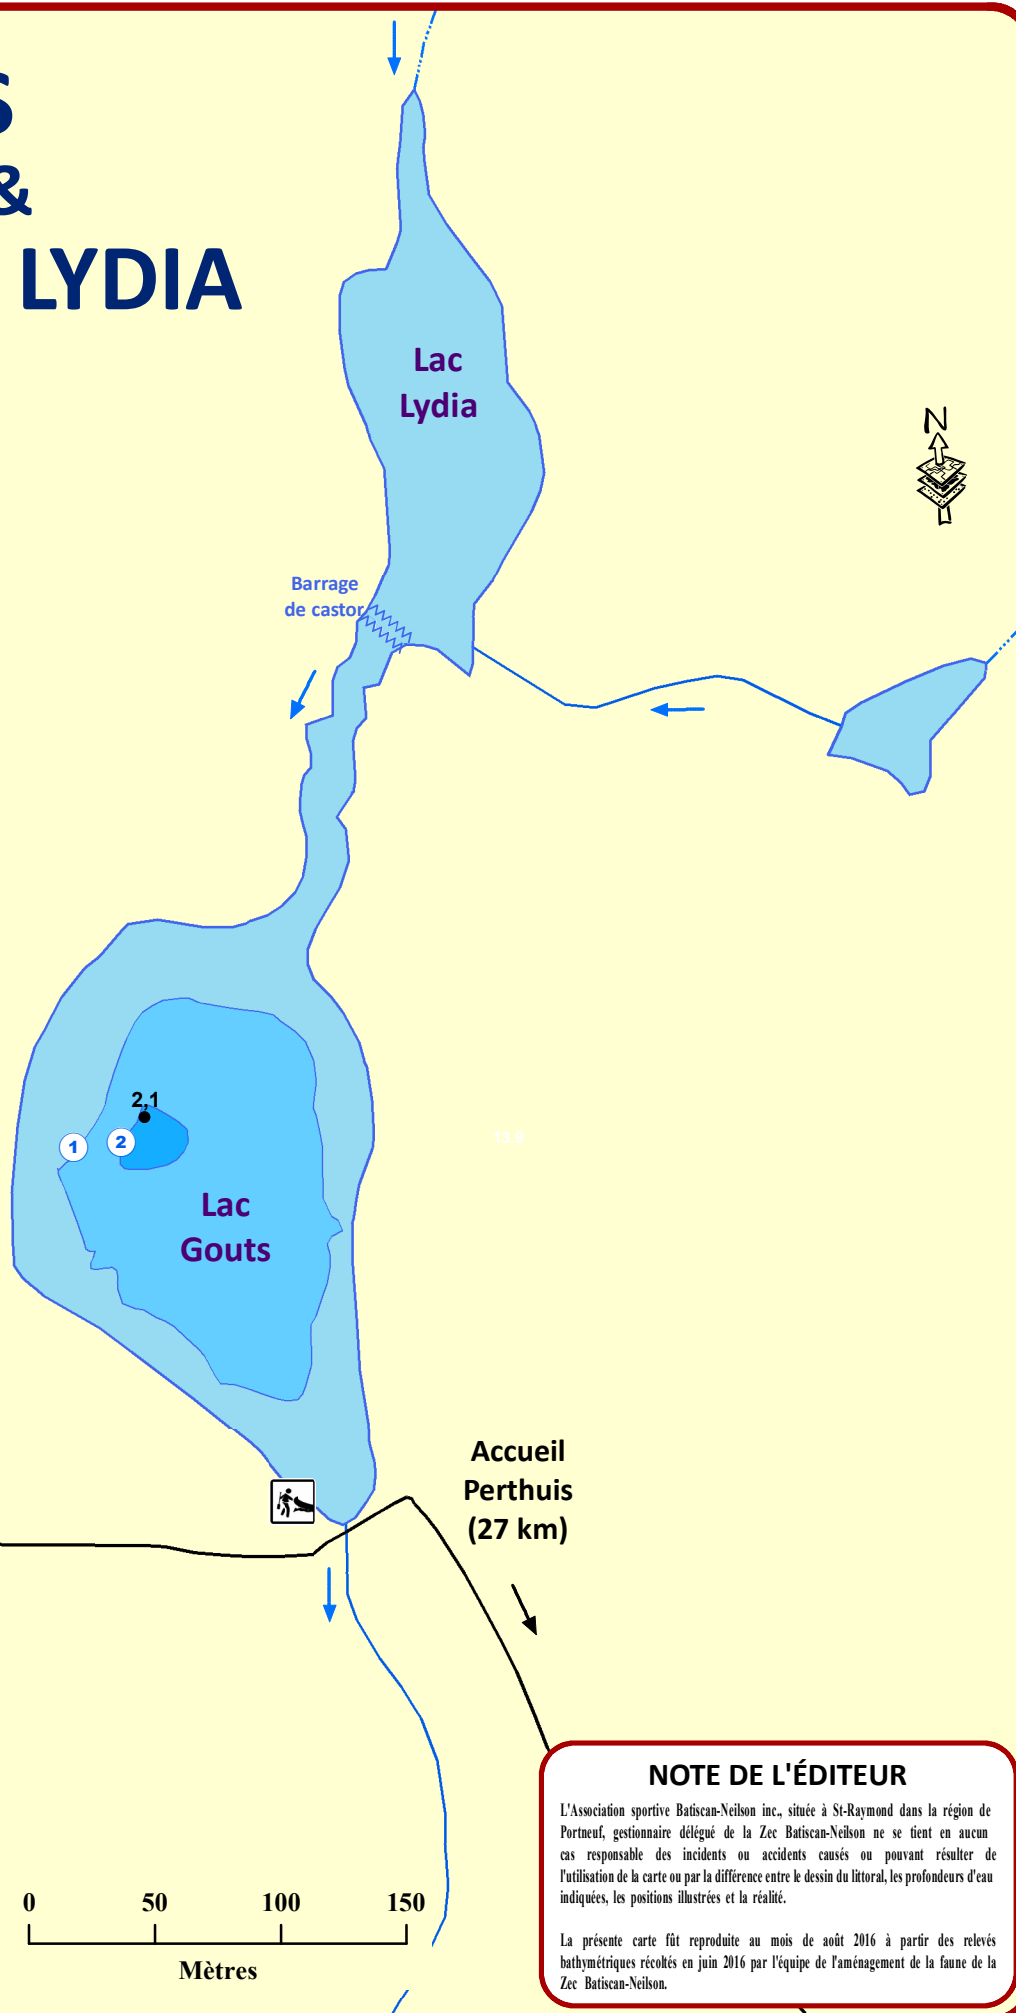 S
&
LYDIA
Lac
Lydia
N
Barrage
de castor
2,1
1
2
13.9
Lac
Gouts
Accueil
Perthuis
(27 km)
NOTE DE L'ÉDITEUR
L'Association sportive Batiscan-Neilson inc., située à St-Raymond dans la région de
Portneuf, gestionnaire délégué de la Zec Batiscan-Neilson ne se tient en aucun
cas responsable des incidents ou accidents causés ou pouvant résulter de
l'utilisation de la carte ou par la différence entre le dessin du littoral, les profondeurs d'eau
indiquées, les positions illustrées et la réalité.
La présente carte fût reproduite au mois de août 2016 à partir des relevés
bathymétriques récoltés en juin 2016 par l'équipe de l'aménagement de la faune de la
Zec Batiscan-Neilson.
0 50 100 150
Mètres